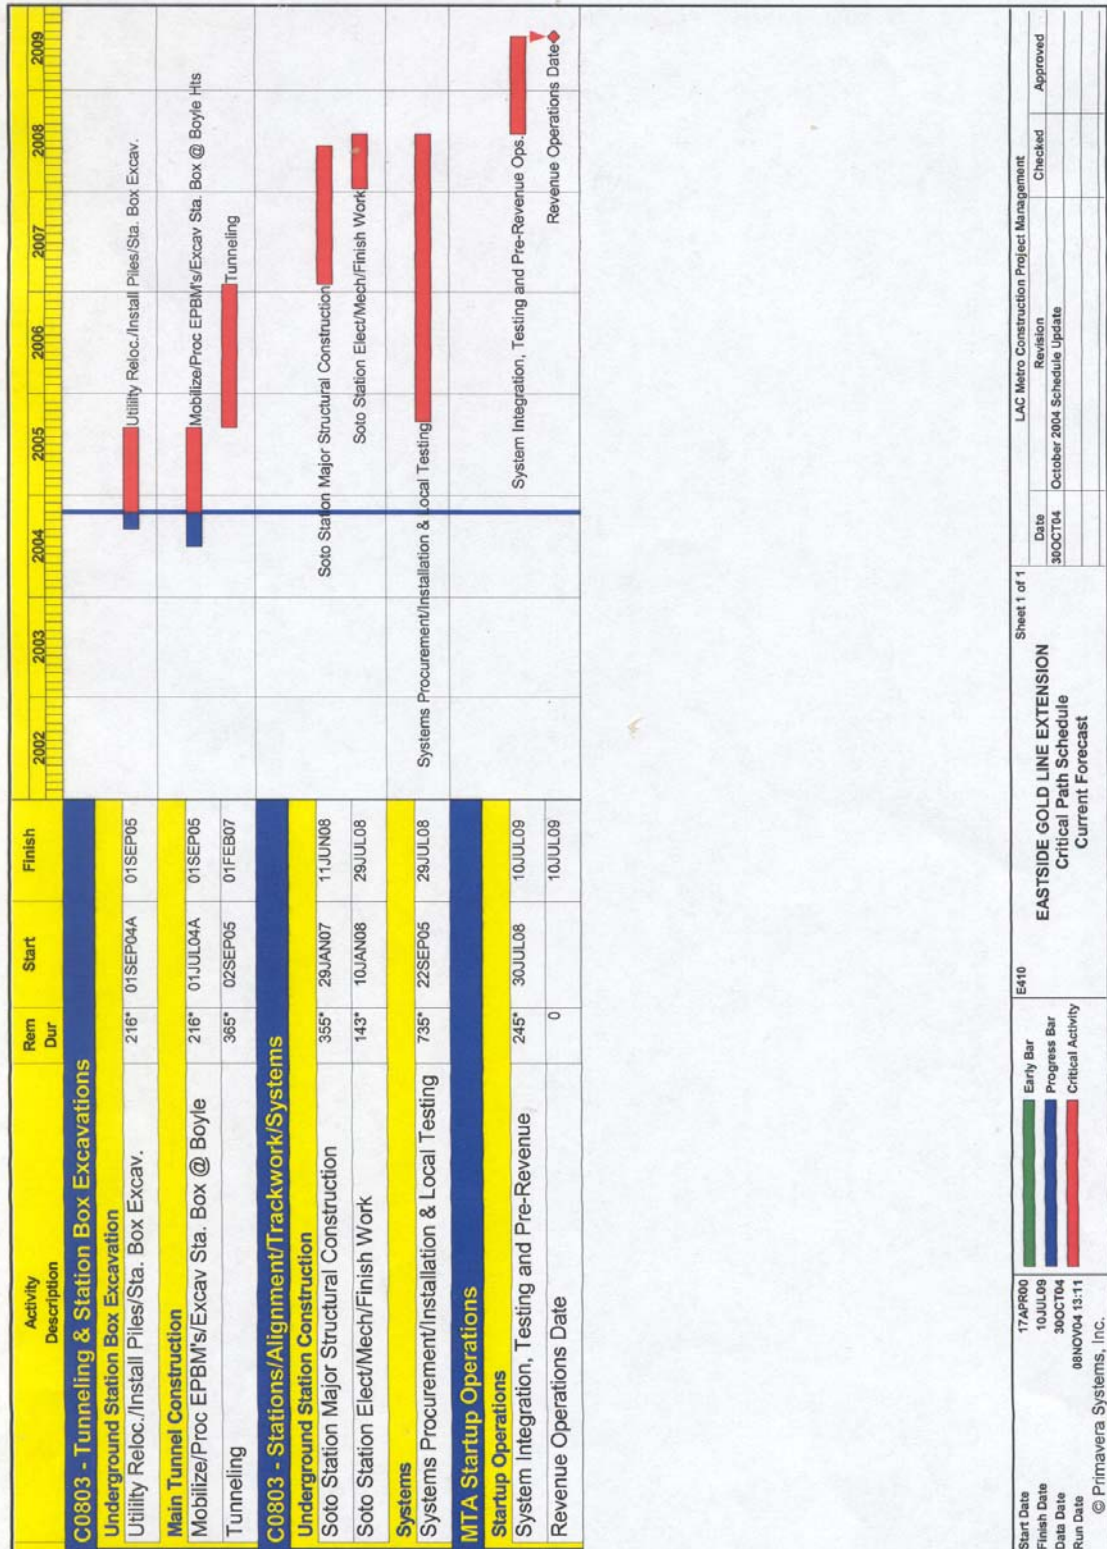 Activity Description Rem Dur Start Finish 2002 2003 2004 2005 2006 2007 2008 2009
C0803 - Tunneling & Station Box Excavations
Underground Station Box Excavation
Utility Reloc./Install Piles/Sta. Box Excav. 216* 01SEP04A 01SEP05 Utility Reloc./Install Piles/Sta. Box Excav.
Main Tunnel Construction
Mobilize/Proc EPBM's/Excav Sta. Box @ Boyle 216* 01JUL04A 01SEP05 Mobilize/Proc EPBM's/Excav Sta. Box @ Boyle Hts
Tunneling 365* 02SEP05 01FEB07 Tunneling
C0803 - Stations/Alignment/Trackwork/Systems
Underground Station Construction
Soto Station Major Structural Construction 355* 29JAN07 11JUN08 Soto Station Major Structural Construction
Soto Station Elect/Mech/Finish Work 143* 10JAN08 29JUL08 Soto Station Elect/Mech/Finish Work
Systems
Systems Procurement/Installation & Local Testing 735* 22SEP05 29JUL08 Systems Procurement/Installation & Local Testing
MTA Startup Operations
Startup Operations
System Integration, Testing and Pre-Revenue 245* 30JUL08 10JUL09 System Integration, Testing and Pre-Revenue Ops.
Revenue Operations Date 0 10JUL09 Revenue Operations Date
Start Date 17APR00
Finish Date 10JUL09
Data Date 30OCT04
Run Date 08NOV04 13:11
© Primavera Systems, Inc.
Early Bar
Progress Bar
Critical Activity
E410
Sheet 1 of 1
EASTSIDE GOLD LINE EXTENSION
Critical Path Schedule
Current Forecast
LAC Metro Construction Project Management
Date Revision Checked Approved
30OCT04 October 2004 Schedule Update